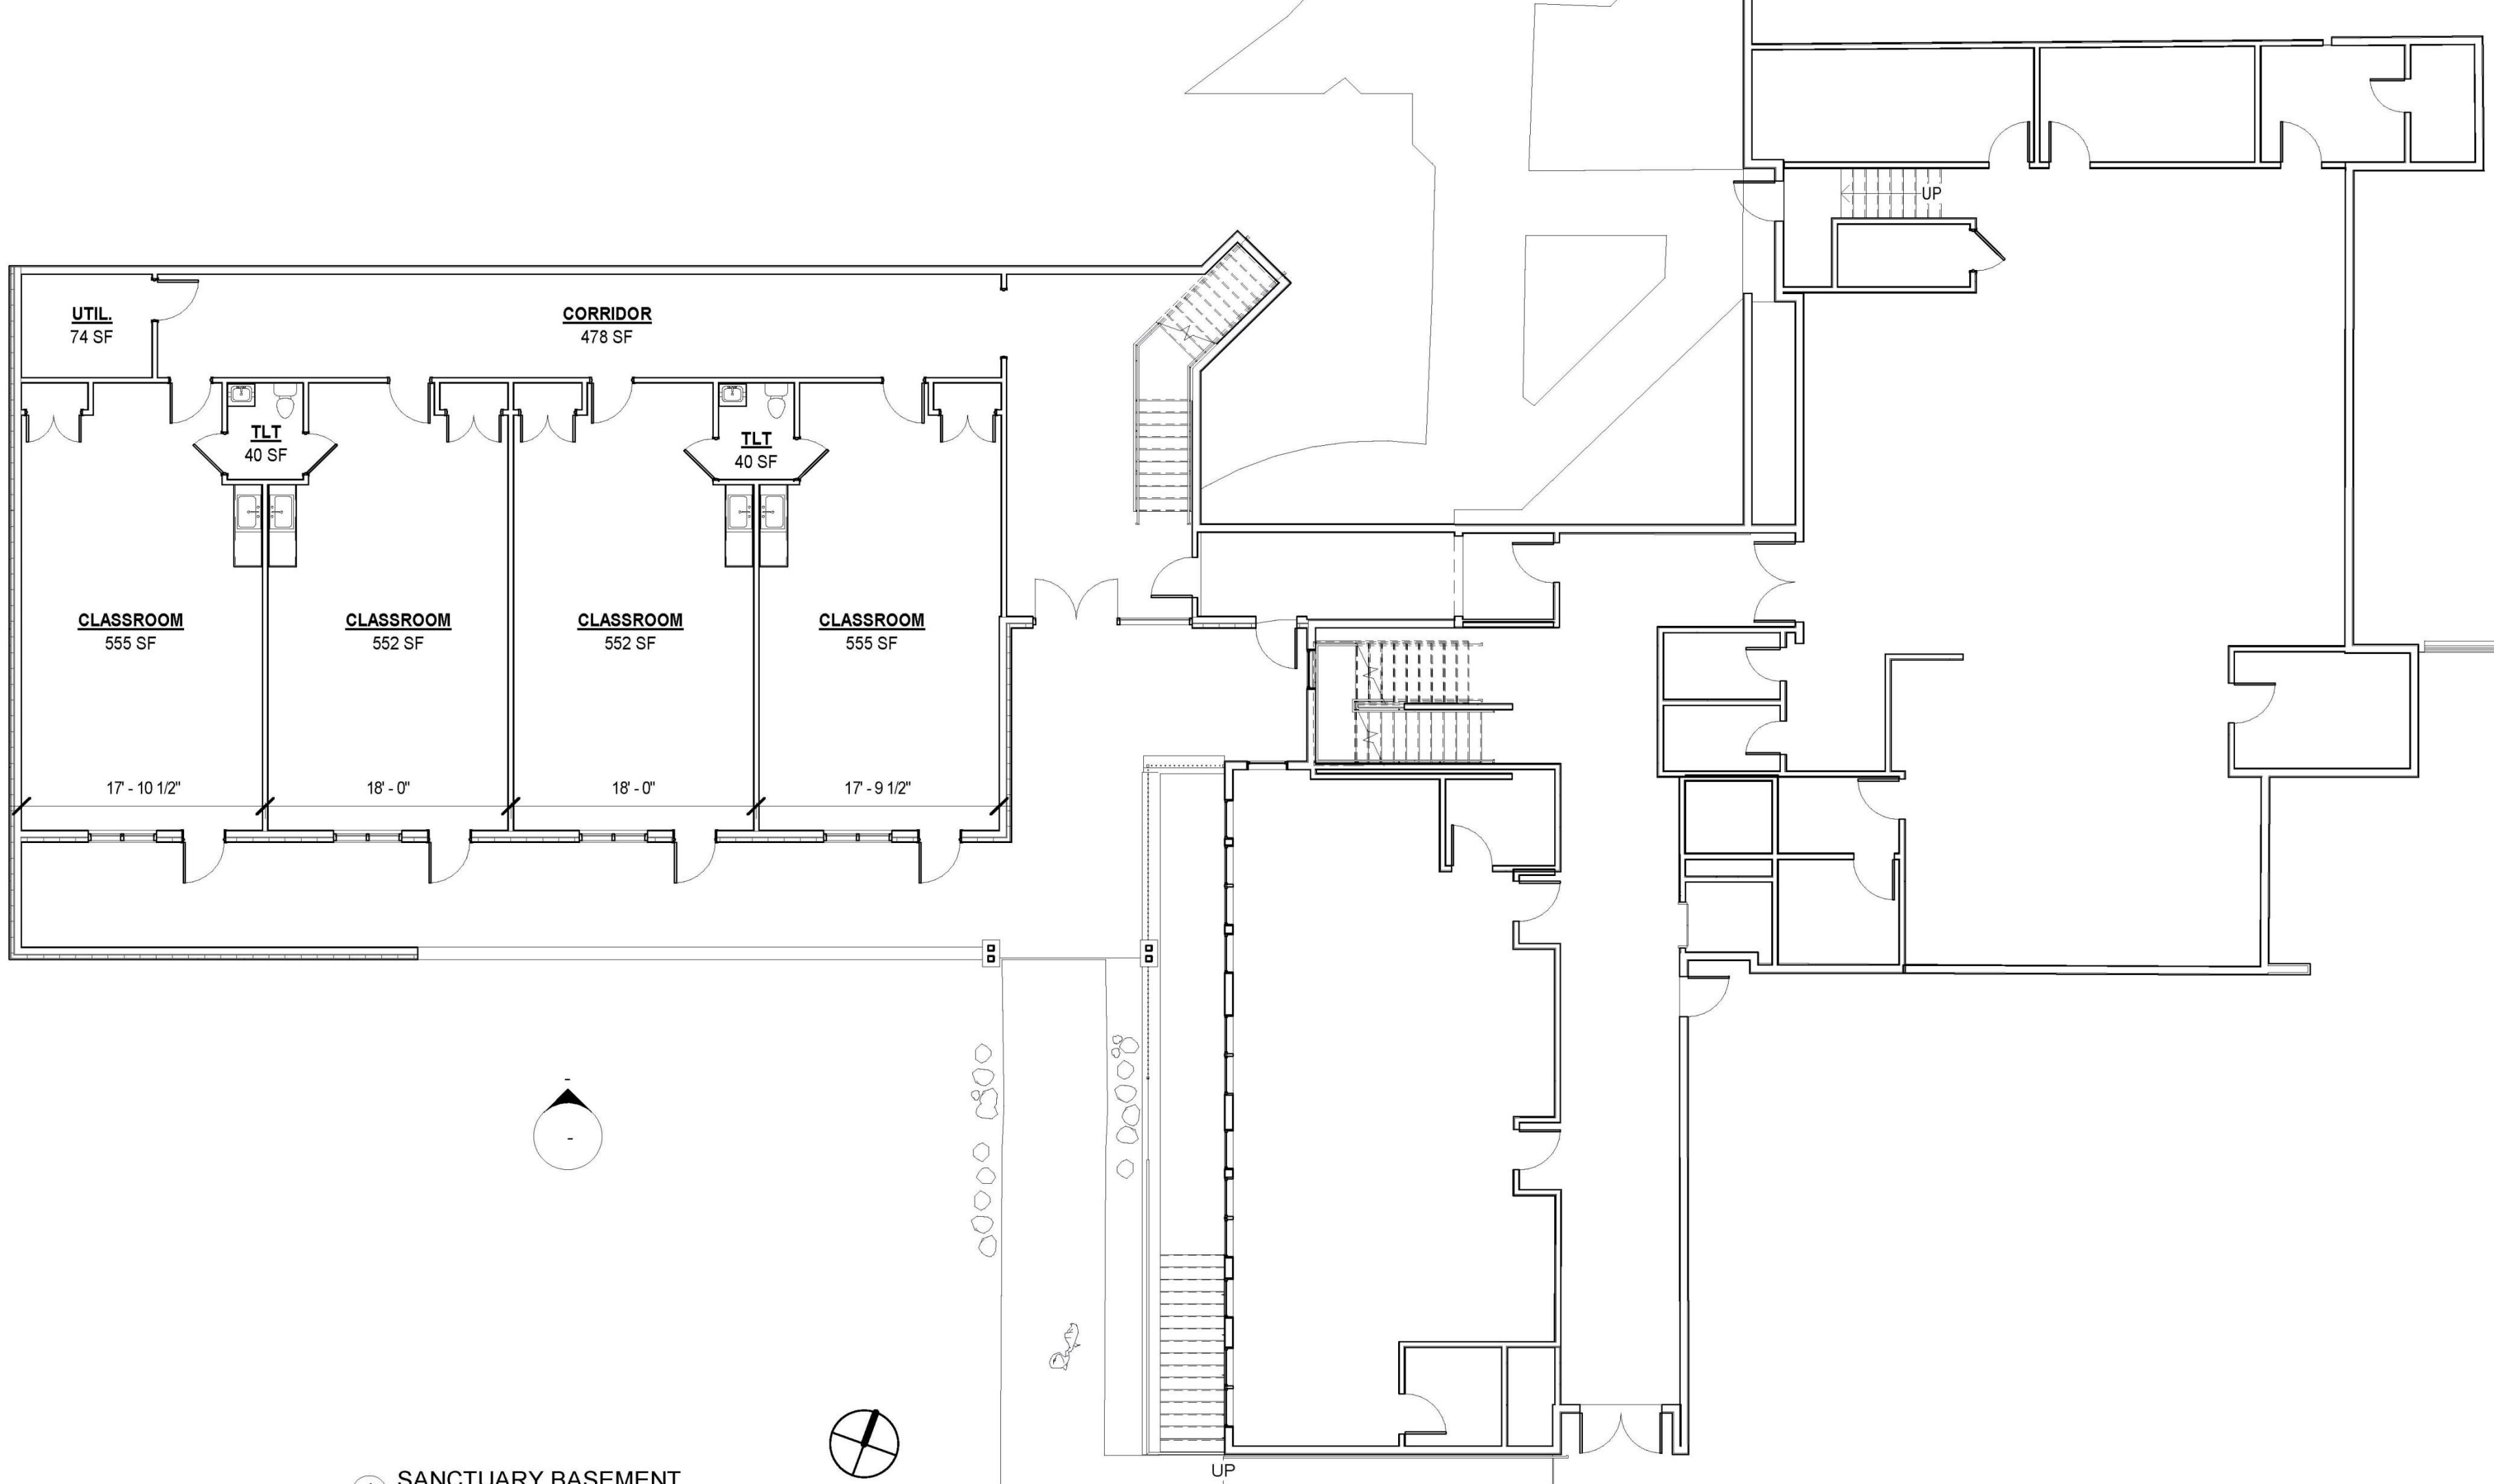 UP
UTIL.
74 SF
CORRIDOR
478 SF
TLT
40 SF
TLT
40 SF
CLASSROOM
555 SF
CLASSROOM
552 SF
CLASSROOM
552 SF
CLASSROOM
555 SF
17' - 10 1/2"
18' - 0"
18' - 0"
17' - 9 1/2"
-
-
UP
SANCTUARY BASEMENT